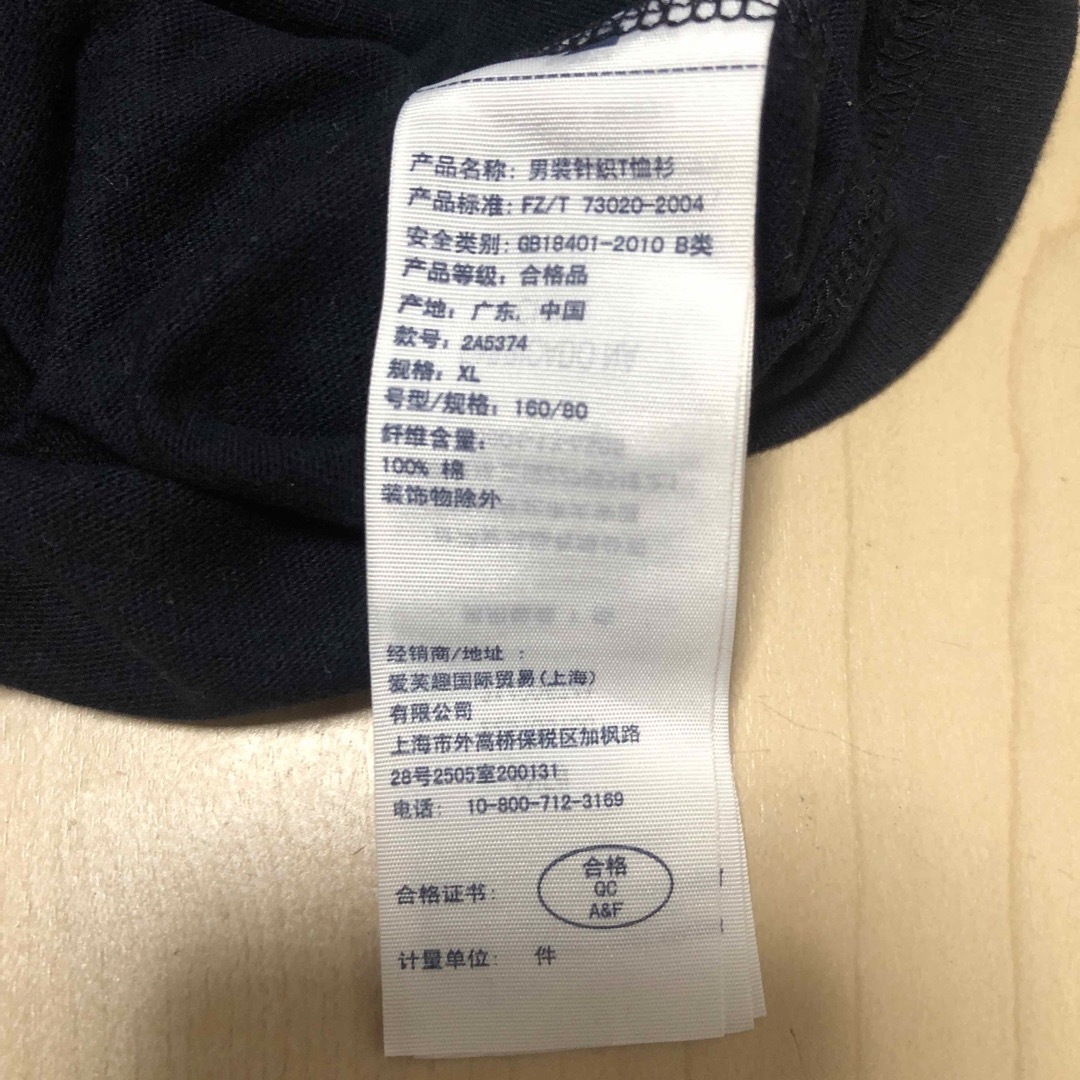 产品名称: 男装针织T恤衫
产品标准: FZ/T 73020-2004
安全类别: GB18401-2010 B类
产品等级: 合格品
产地: 广东, 中国
款号: 2A5374
规格: XL
号型/规格: 160/80
纤维含量:
100% 棉
装饰物除外
经销商/地址 :
爱芙趣国际贸易(上海)
有限公司
上海市外高桥保税区加枫路
28号2505室200131
电话: 10-800-712-3169
合格证书:
合格
QC
A&F
计量单位: 件